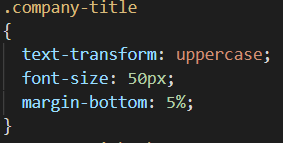 .company-title
{
  text-transform: uppercase;
  font-size: 50px;
  margin-bottom: 5%;
}